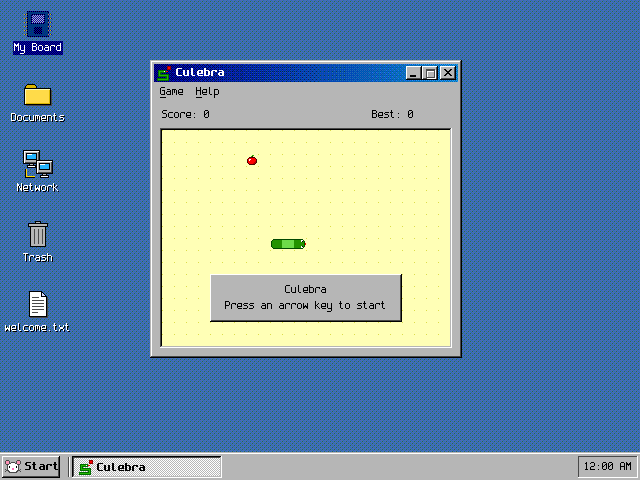 My Board
Documents
Network
Trash
welcome.txt
Culebra
Game Help
Score: 0 Best: 0
Culebra
Press an arrow key to start
Start
Culebra
12:00 AM